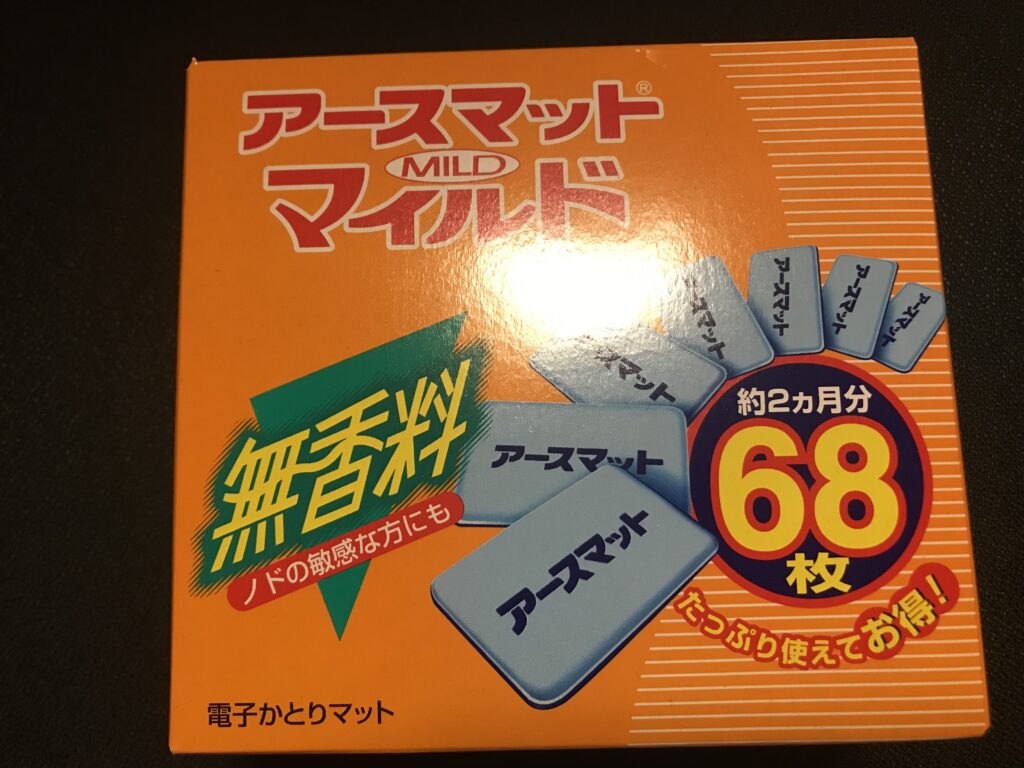 アースマット®
MILD
マイルド
アースマット
アースマット
アースマット
アースマット
アースマット
アースマット
アースマット
約2ヵ月分
68
枚
たっぷり使えてお得!
無香料
ノドの敏感な方にも
電子かとりマット